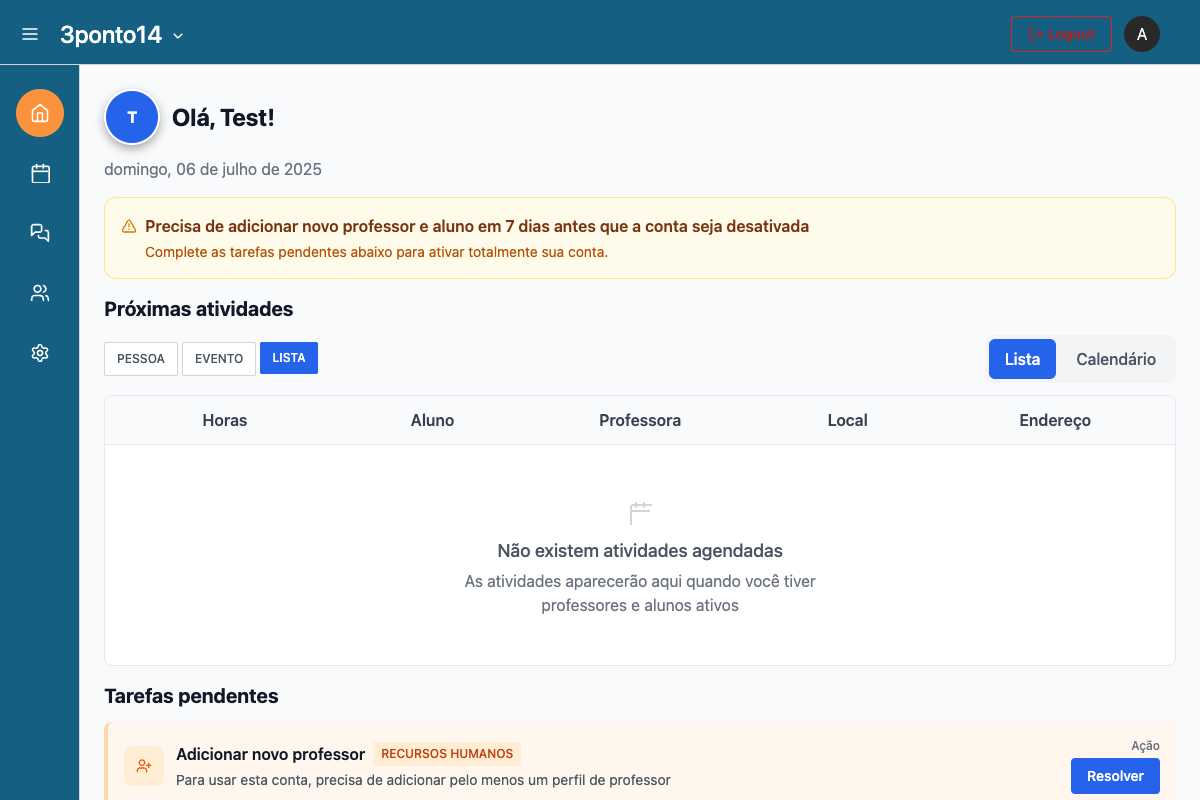 3ponto14
Logout
A
T
Olá, Test!
domingo, 06 de julho de 2025
Precisa de adicionar novo professor e aluno em 7 dias antes que a conta seja desativada
Complete as tarefas pendentes abaixo para ativar totalmente sua conta.
Próximas atividades
PESSOA
EVENTO
LISTA
Lista
Calendário
Horas
Aluno
Professora
Local
Endereço
Não existem atividades agendadas
As atividades aparecerão aqui quando você tiver
professores e alunos ativos
Tarefas pendentes
Adicionar novo professor
RECURSOS HUMANOS
Para usar esta conta, precisa de adicionar pelo menos um perfil de professor
Ação
Resolver